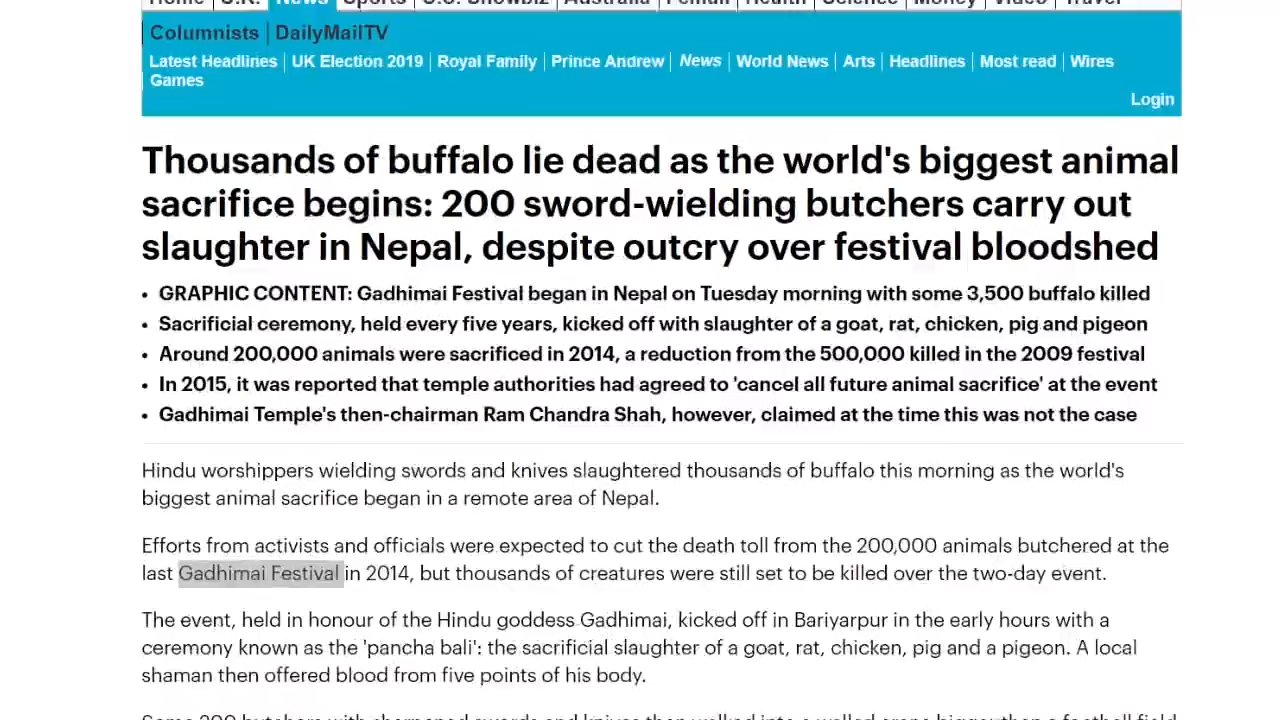 Home U.K. News Sports U.S. Showbiz Australia Femail Health Science Money Video Travel
Columnists DailyMailTV
Latest Headlines UK Election 2019 Royal Family Prince Andrew News World News Arts Headlines Most read Wires
Games
Login
Thousands of buffalo lie dead as the world's biggest animal
sacrifice begins: 200 sword-wielding butchers carry out
slaughter in Nepal, despite outcry over festival bloodshed
• GRAPHIC CONTENT: Gadhimai Festival began in Nepal on Tuesday morning with some 3,500 buffalo killed
• Sacrificial ceremony, held every five years, kicked off with slaughter of a goat, rat, chicken, pig and pigeon
• Around 200,000 animals were sacrificed in 2014, a reduction from the 500,000 killed in the 2009 festival
• In 2015, it was reported that temple authorities had agreed to 'cancel all future animal sacrifice' at the event
• Gadhimai Temple's then-chairman Ram Chandra Shah, however, claimed at the time this was not the case
Hindu worshippers wielding swords and knives slaughtered thousands of buffalo this morning as the world's
biggest animal sacrifice began in a remote area of Nepal.
Efforts from activists and officials were expected to cut the death toll from the 200,000 animals butchered at the
last Gadhimai Festival in 2014, but thousands of creatures were still set to be killed over the two-day event.
The event, held in honour of the Hindu goddess Gadhimai, kicked off in Bariyarpur in the early hours with a
ceremony known as the 'pancha bali': the sacrificial slaughter of a goat, rat, chicken, pig and a pigeon. A local
shaman then offered blood from five points of his body.